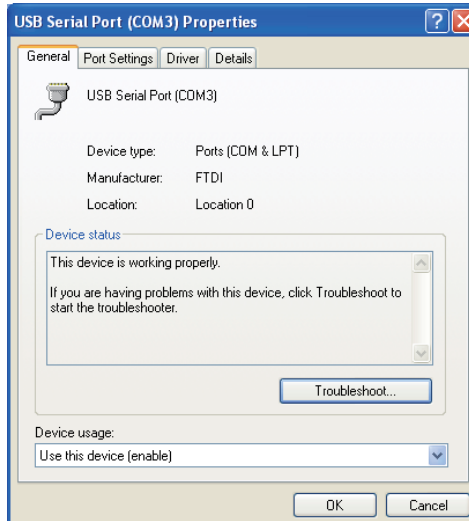 USB Serial Port (COM3) Properties
General Port Settings Driver Details
USB Serial Port (COM3)
Device type: Ports (COM & LPT)
Manufacturer: FTDI
Location: Location 0
Device status
This device is working properly.
If you are having problems with this device, click Troubleshoot to
start the troubleshooter.
Troubleshoot...
Device usage:
Use this device (enable)
OK Cancel